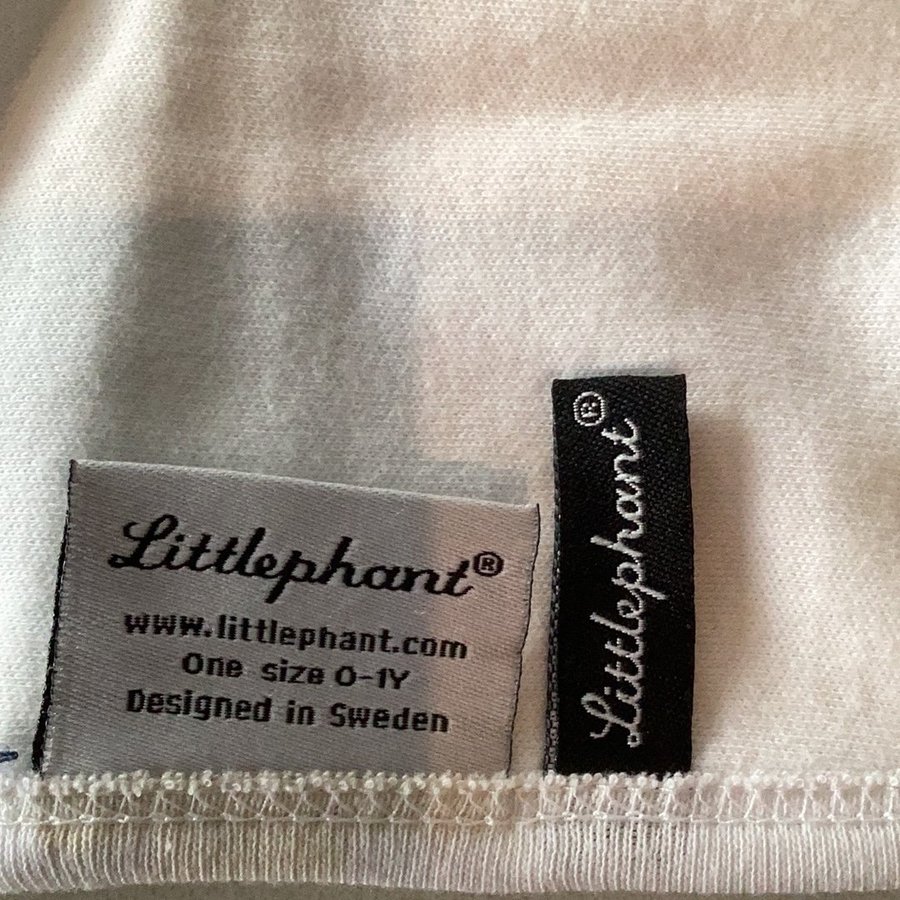 Littlephant®
www.littlephant.com
One size 0-1Y
Designed in Sweden
Littlephant®